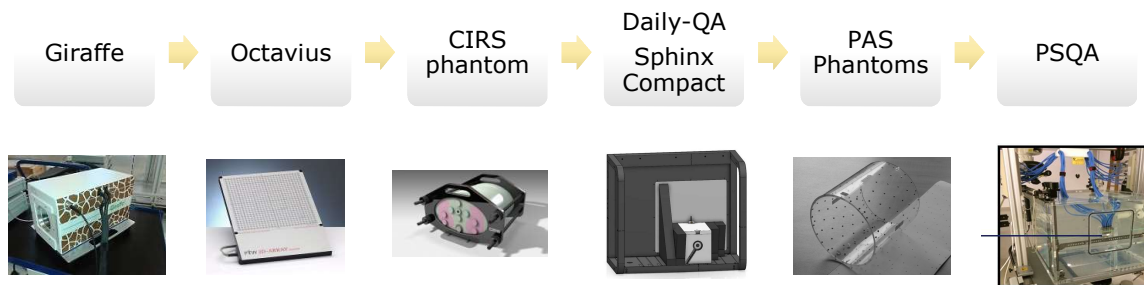 Giraffe
Octavius
CIRS
phantom
Daily-QA
Sphinx
Compact
PAS
Phantoms
PSQA